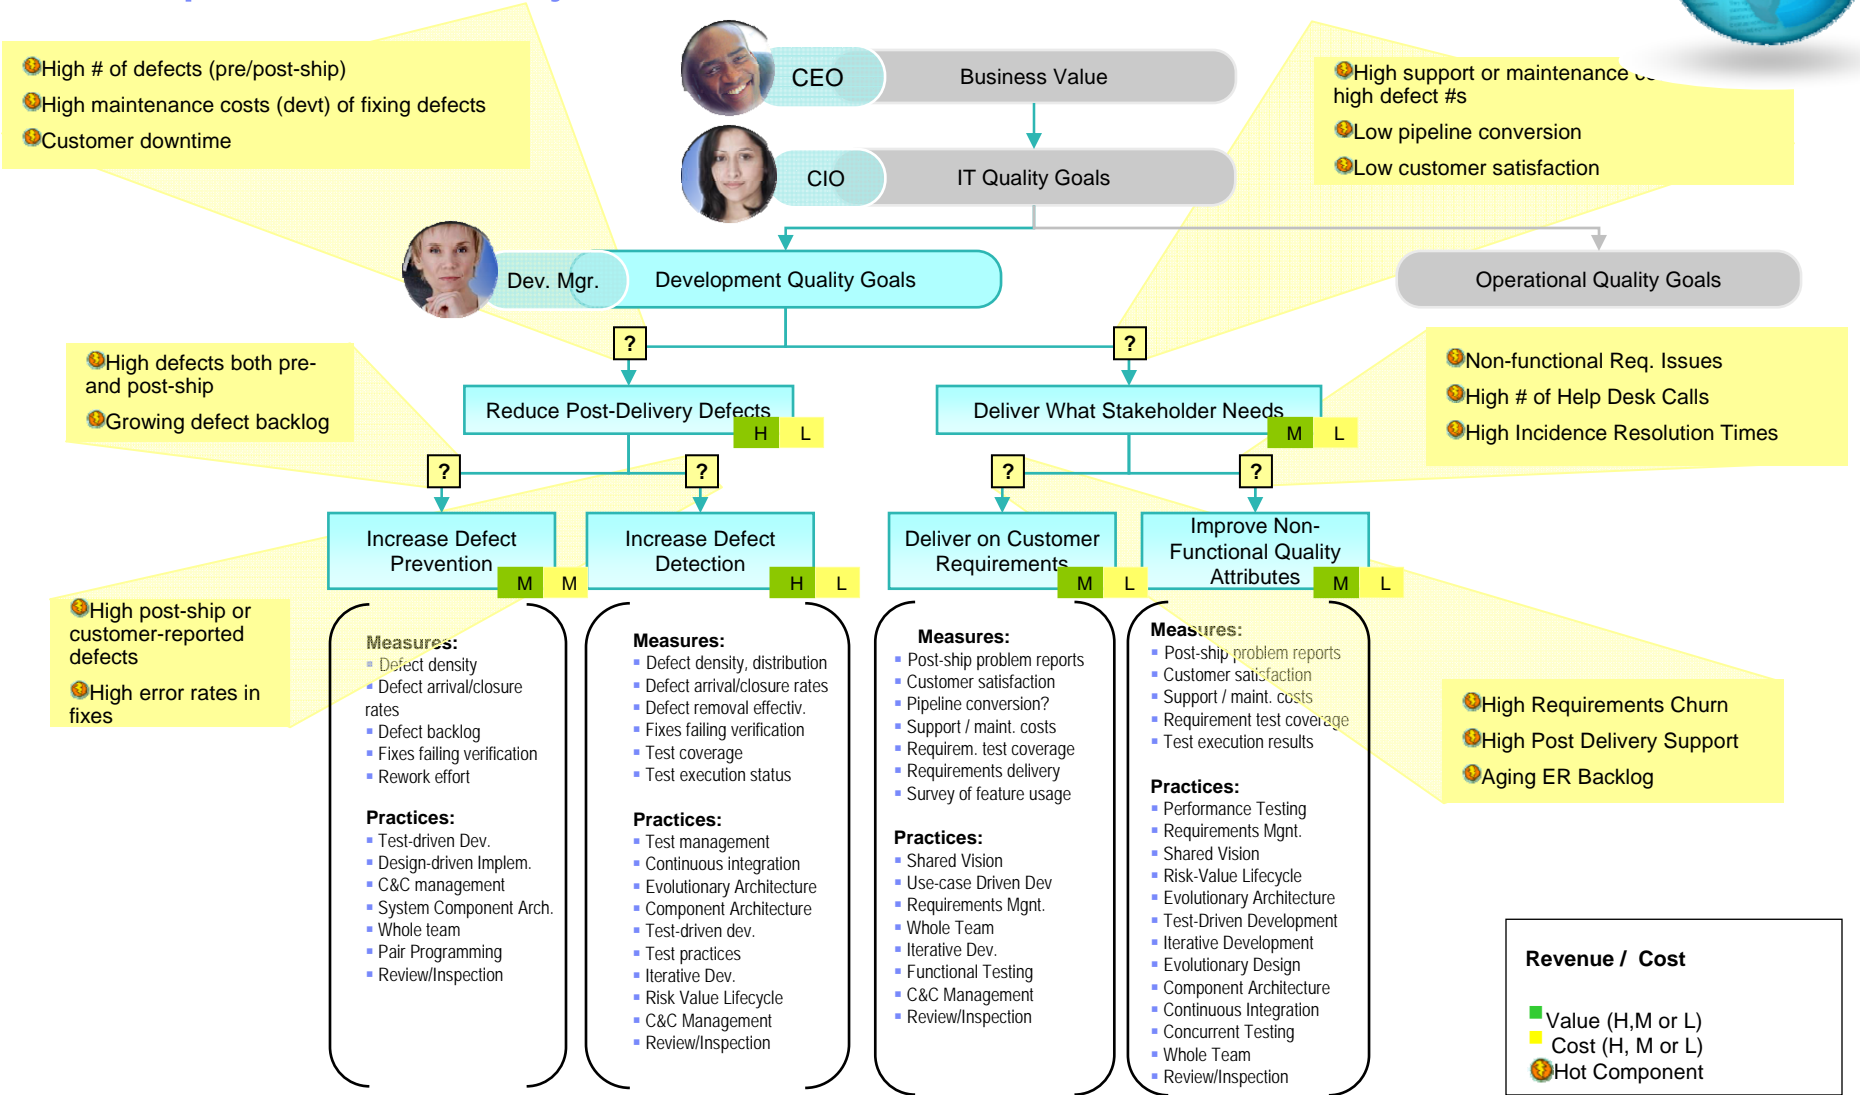 High # of defects (pre/post-ship)
High maintenance costs (devt) of fixing defects
Customer downtime
CEO
Business Value
CIO
IT Quality Goals
High support or maintenance
high defect #s
Low pipeline conversion
Low customer satisfaction
Dev. Mgr.
Development Quality Goals
Operational Quality Goals
?
?
High defects both pre-
and post-ship
Growing defect backlog
Reduce Post-Delivery Defects
H L
Deliver What Stakeholder Needs
M L
Non-functional Req. Issues
High # of Help Desk Calls
High Incidence Resolution Times
?
?
?
?
Increase Defect
Prevention
M M
Increase Defect
Detection
H L
Deliver on Customer
Requirements
M L
Improve Non-
Functional Quality
Attributes
M L
High post-ship or
customer-reported
defects
High error rates in
fixes
Measures:
Defect density
Defect arrival/closure
rates
Defect backlog
Fixes failing verification
Rework effort
Practices:
Test-driven Dev.
Design-driven Implem.
C&C management
System Component Arch.
Whole team
Pair Programming
Review/Inspection
Measures:
Defect density, distribution
Defect arrival/closure rates
Defect removal effectiv.
Fixes failing verification
Test coverage
Test execution status
Practices:
Test management
Continuous integration
Evolutionary Architecture
Component Architecture
Test-driven dev.
Test practices
Iterative Dev.
Risk Value Lifecycle
C&C Management
Review/Inspection
Measures:
Post-ship problem reports
Customer satisfaction
Pipeline conversion?
Support / maint. costs
Requirem. test coverage
Requirements delivery
Survey of feature usage
Practices:
Shared Vision
Use-case Driven Dev
Requirements Mgnt.
Whole Team
Iterative Dev.
Functional Testing
C&C Management
Review/Inspection
Measures:
Post-ship problem reports
Customer satisfaction
Support / maint. costs
Requirement test coverage
Test execution results
Practices:
Performance Testing
Requirements Mgnt.
Shared Vision
Risk-Value Lifecycle
Evolutionary Architecture
Test-Driven Development
Iterative Development
Evolutionary Design
Component Architecture
Continuous Integration
Concurrent Testing
Whole Team
Review/Inspection
High Requirements Churn
High Post Delivery Support
Aging ER Backlog
Revenue / Cost
Value (H,M or L)
Cost (H, M or L)
Hot Component